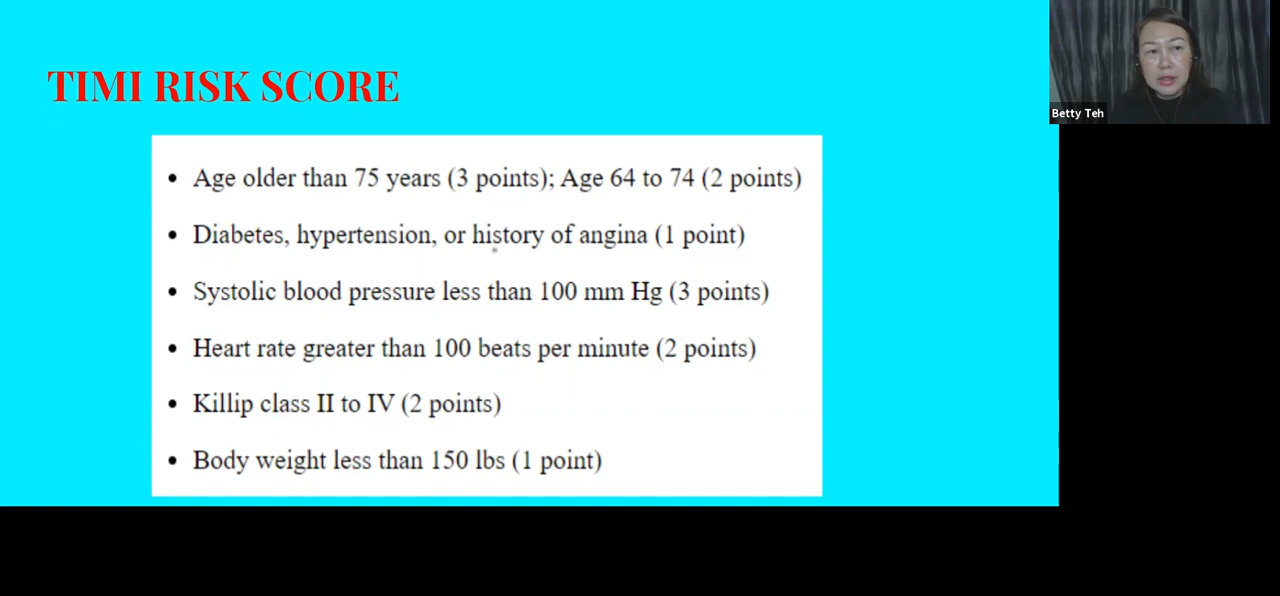 TIMI RISK SCORE
• Age older than 75 years (3 points); Age 64 to 74 (2 points)
• Diabetes, hypertension, or history of angina (1 point)
• Systolic blood pressure less than 100 mm Hg (3 points)
• Heart rate greater than 100 beats per minute (2 points)
• Killip class II to IV (2 points)
• Body weight less than 150 lbs (1 point)
Betty Teh